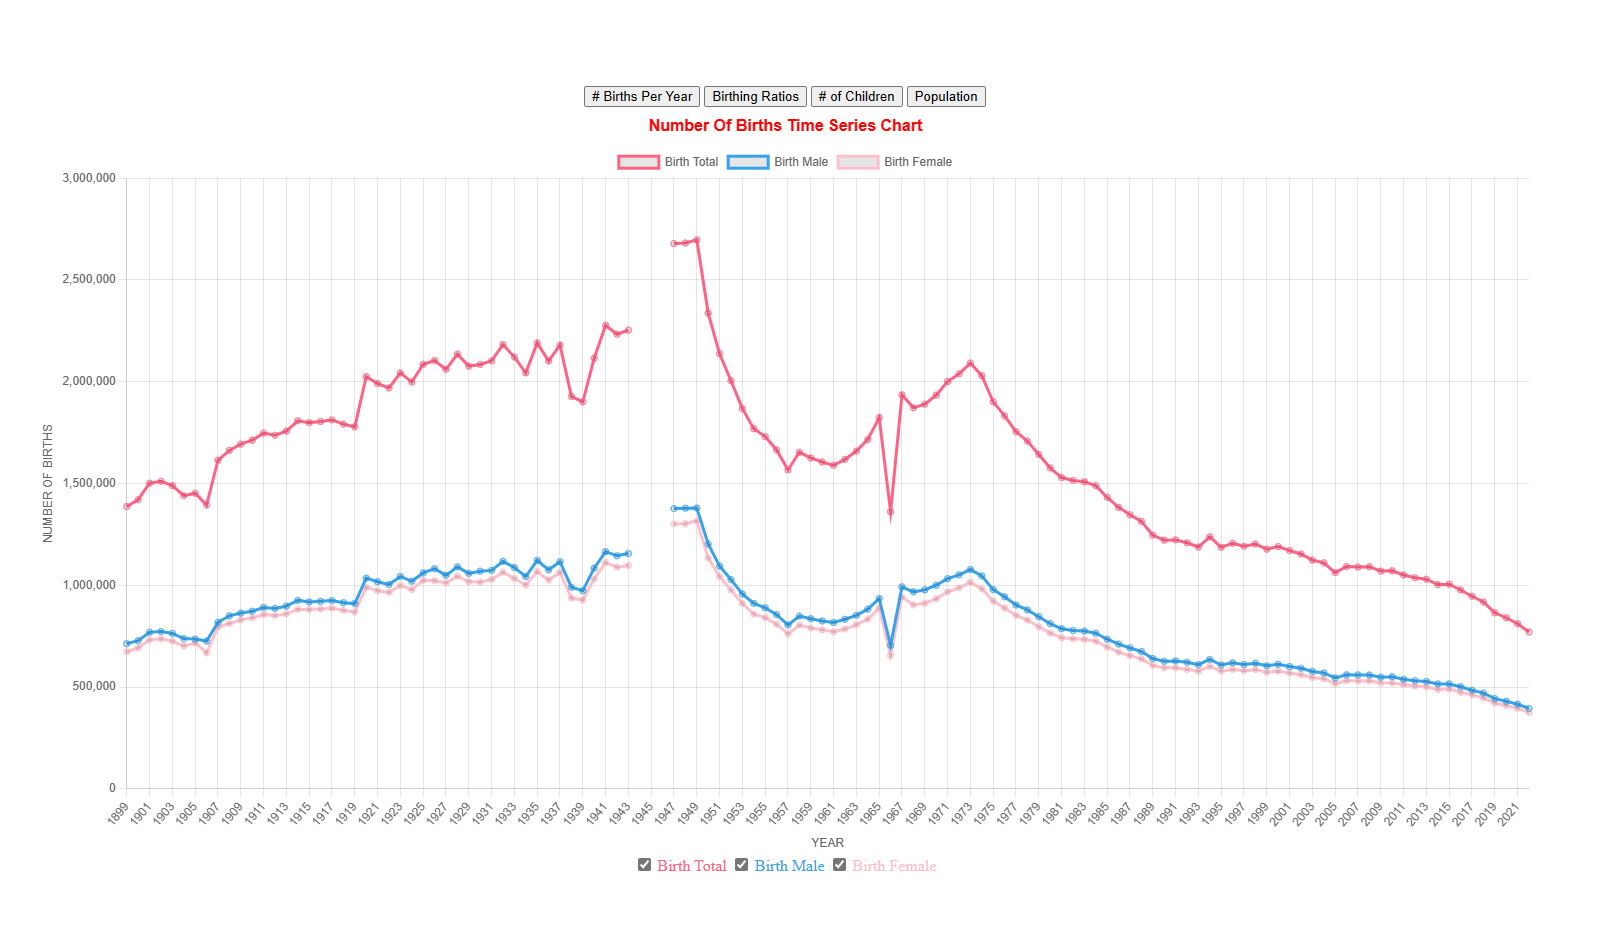 # Births Per Year Birthing Ratios # of Children Population
Number Of Births Time Series Chart
Birth Total Birth Male Birth Female
3,000,000
2,500,000
2,000,000
1,500,000
1,000,000
500,000
0
NUMBER OF BIRTHS
1899 1901 1903 1905 1907 1909 1911 1913 1915 1917 1919 1921 1923 1925 1927 1929 1931 1933 1935 1937 1939 1941 1943 1945 1947 1949 1951 1953 1955 1957 1959 1961 1963 1965 1967 1969 1971 1973 1975 1977 1979 1981 1983 1985 1987 1989 1991 1993 1995 1997 1999 2001 2003 2005 2007 2009 2011 2013 2015 2017 2019 2021
YEAR
Birth Total Birth Male Birth Female